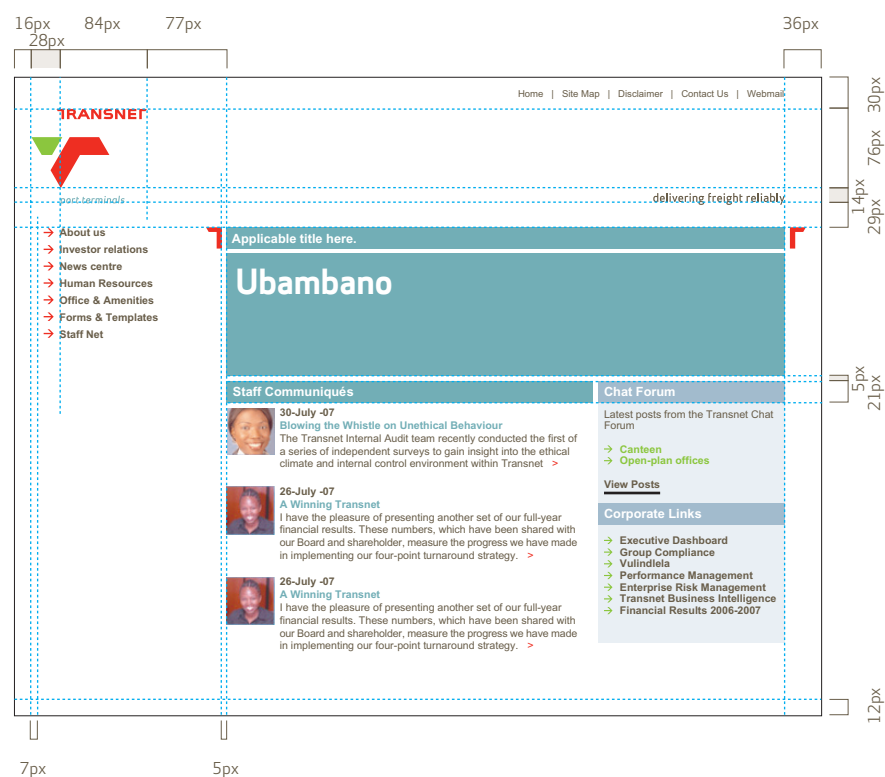 16px 84px 77px 36px
28px
Home | Site Map | Disclaimer | Contact Us | Webmail
30px
TRANSNET
76px
port terminals
delivering freight reliably
14px
29px
About us
Investor relations
News centre
Human Resources
Office & Amenities
Forms & Templates
Staff Net
Applicable title here.
Ubambano
5px
21px
Staff Communiqués
30-July -07
Blowing the Whistle on Unethical Behaviour
The Transnet Internal Audit team recently conducted the first of
a series of independent surveys to gain insight into the ethical
climate and internal control environment within Transnet >
26-July -07
A Winning Transnet
I have the pleasure of presenting another set of our full-year
financial results. These numbers, which have been shared with
our Board and shareholder, measure the progress we have made
in implementing our four-point turnaround strategy. >
26-July -07
A Winning Transnet
I have the pleasure of presenting another set of our full-year
financial results. These numbers, which have been shared with
our Board and shareholder, measure the progress we have made
in implementing our four-point turnaround strategy. >
Chat Forum
Latest posts from the Transnet Chat
Forum
Canteen
Open-plan offices
View Posts
Corporate Links
Executive Dashboard
Group Compliance
Vulindlela
Performance Management
Enterprise Risk Management
Transnet Business Intelligence
Financial Results 2006-2007
12px
7px 5px